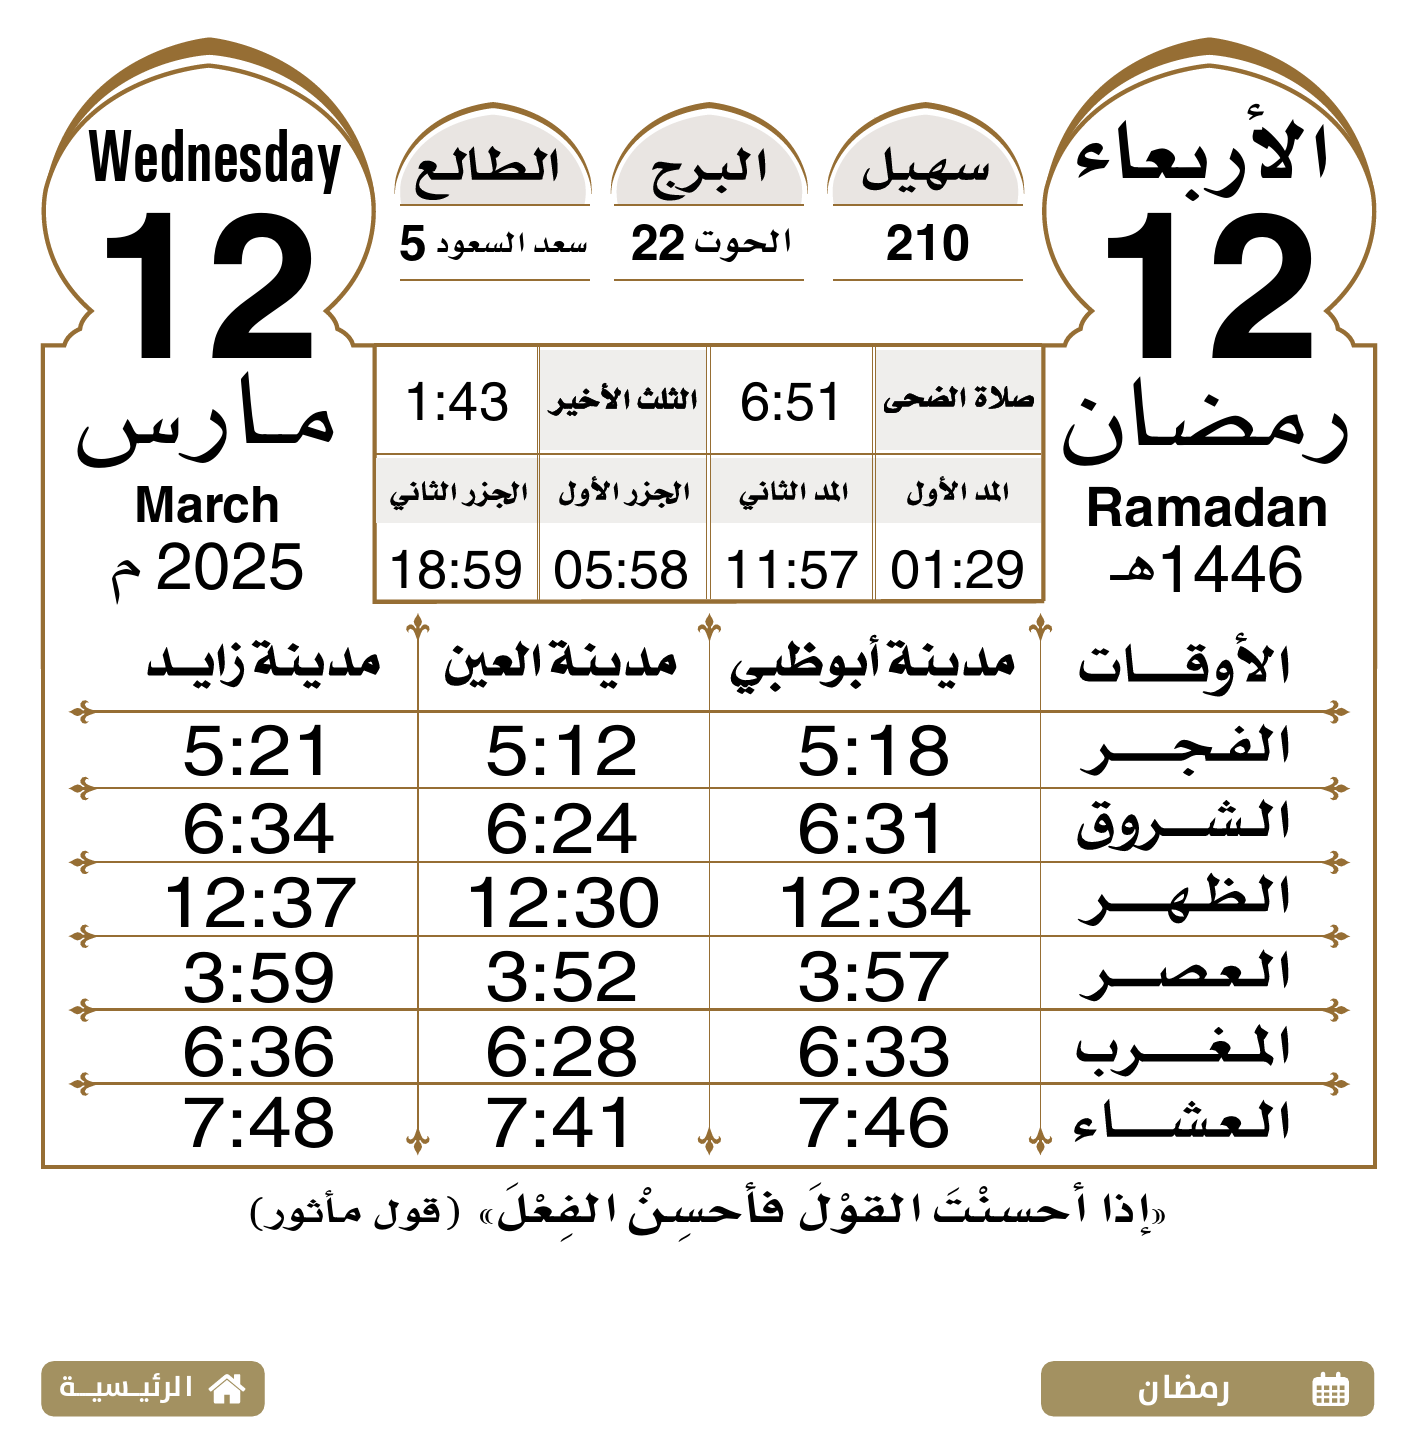 الأربعاء
12
رمضان
Ramadan
1446هـ
سهيل
210
البرج
الحوت 22
الطالع
سعد السعود 5
Wednesday
12
مارس
March
2025 م
صلاة الضحى 6:51 الثلث الأخير 1:43
المد الأول المد الثاني الجزر الأول الجزر الثاني
01:29 11:57 05:58 18:59
الأوقات مدينة أبوظبي مدينة العين مدينة زايد
الفجر 5:18 5:12 5:21
الشروق 6:31 6:24 6:34
الظهر 12:34 12:30 12:37
العصر 3:57 3:52 3:59
المغرب 6:33 6:28 6:36
العشاء 7:46 7:41 7:48
«إذا أحسنْتَ القوْلَ فأحسِنْ الفِعْلَ» (قول مأثور)
رمضان
الرئيسية